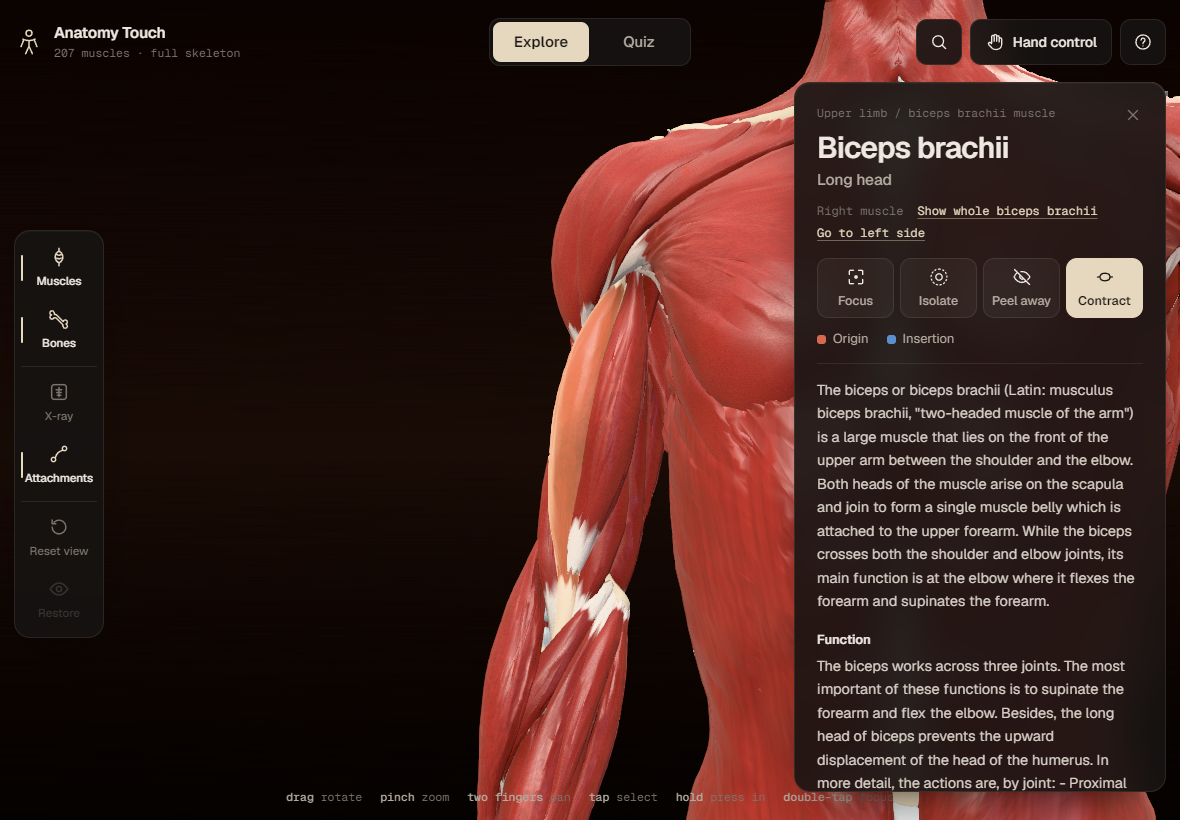 Anatomy Touch
207 muscles · full skeleton
Explore
Quiz
Hand control
Muscles
Bones
X-ray
Attachments
Reset view
Restore
Upper limb / biceps brachii muscle
Biceps brachii
Long head
Right muscle Show whole biceps brachii
Go to left side
Focus
Isolate
Peel away
Contract
Origin
Insertion
The biceps or biceps brachii (Latin: musculus
biceps brachii, "two-headed muscle of the arm")
is a large muscle that lies on the front of the
upper arm between the shoulder and the elbow.
Both heads of the muscle arise on the scapula
and join to form a single muscle belly which is
attached to the upper forearm. While the biceps
crosses both the shoulder and elbow joints, its
main function is at the elbow where it flexes the
forearm and supinates the forearm.
Function
The biceps works across three joints. The most
important of these functions is to supinate the
forearm and flex the elbow. Besides, the long
head of biceps prevents the upward
displacement of the head of the humerus. In
more detail, the actions are, by joint: - Proximal
drag rotate pinch zoom two fingers pan tap select hold press in double-tap focus